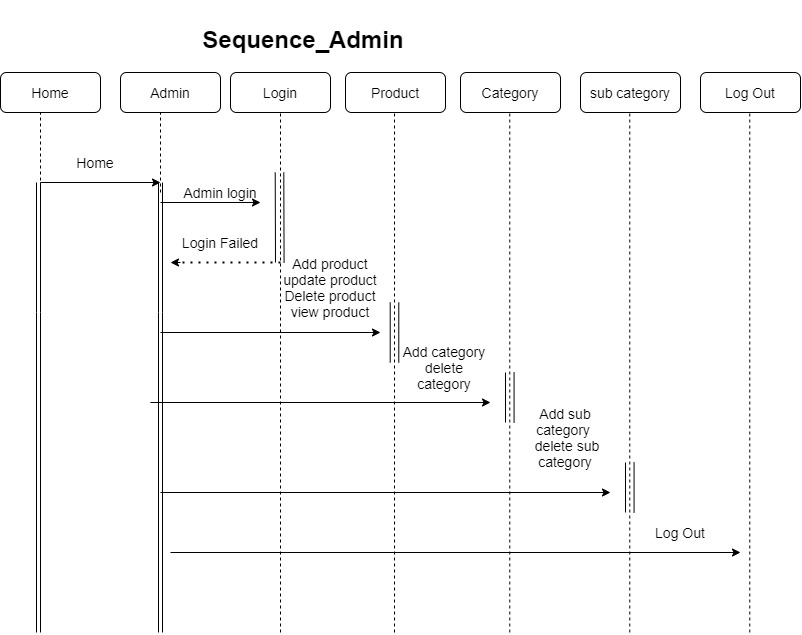 Sequence_Admin
Home
Admin
Login
Product
Category
sub category
Log Out
Home
Admin login
Login Failed
Add product
update product
Delete product
view product
Add category
delete
category
Add sub
category
delete sub
category
Log Out